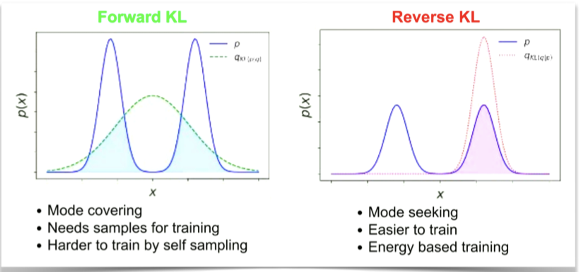 Forward KL
p
q
p(x)
x
• Mode covering
• Needs samples for training
• Harder to train by self sampling
Reverse KL
p
q KL(q|p)
p(x)
x
• Mode seeking
• Easier to train
• Energy based training